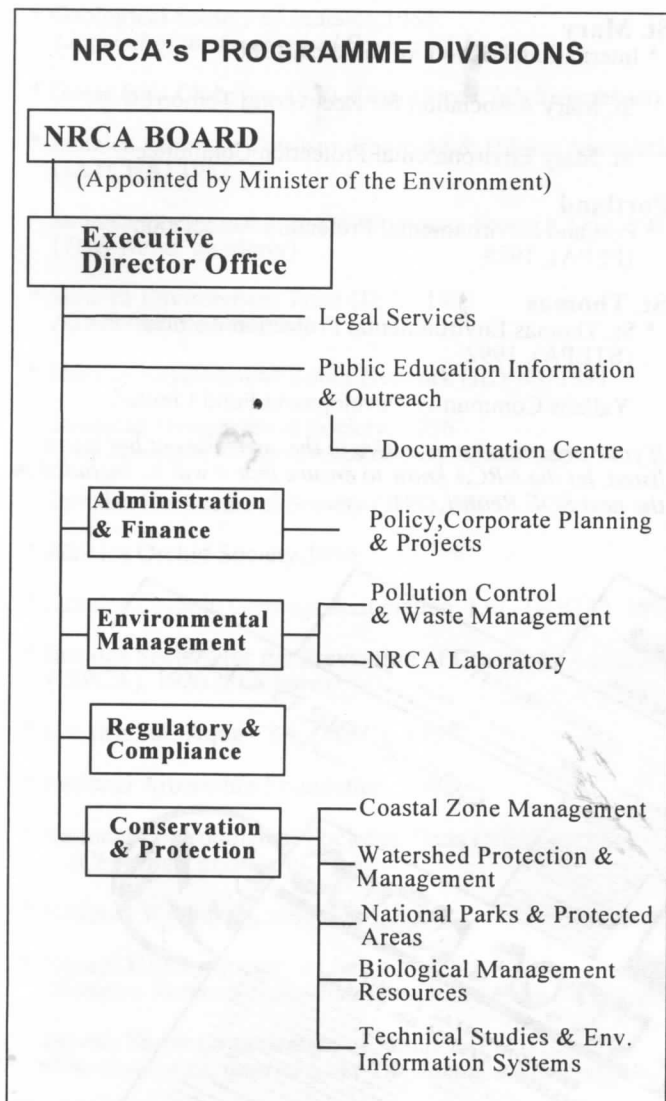 NRCA's PROGRAMME DIVISIONS
NRCA BOARD
(Appointed by Minister of the Environment)
Executive
Director Office
Legal Services
Public Education Information
& Outreach
Documentation Centre
Administration
& Finance
Policy,Corporate Planning
& Projects
Environmental
Management
Pollution Control
& Waste Management
NRCA Laboratory
Regulatory &
Compliance
Conservation
& Protection
Coastal Zone Management
Watershed Protection &
Management
National Parks & Protected
Areas
Biological Management
Resources
Technical Studies & Env.
Information Systems